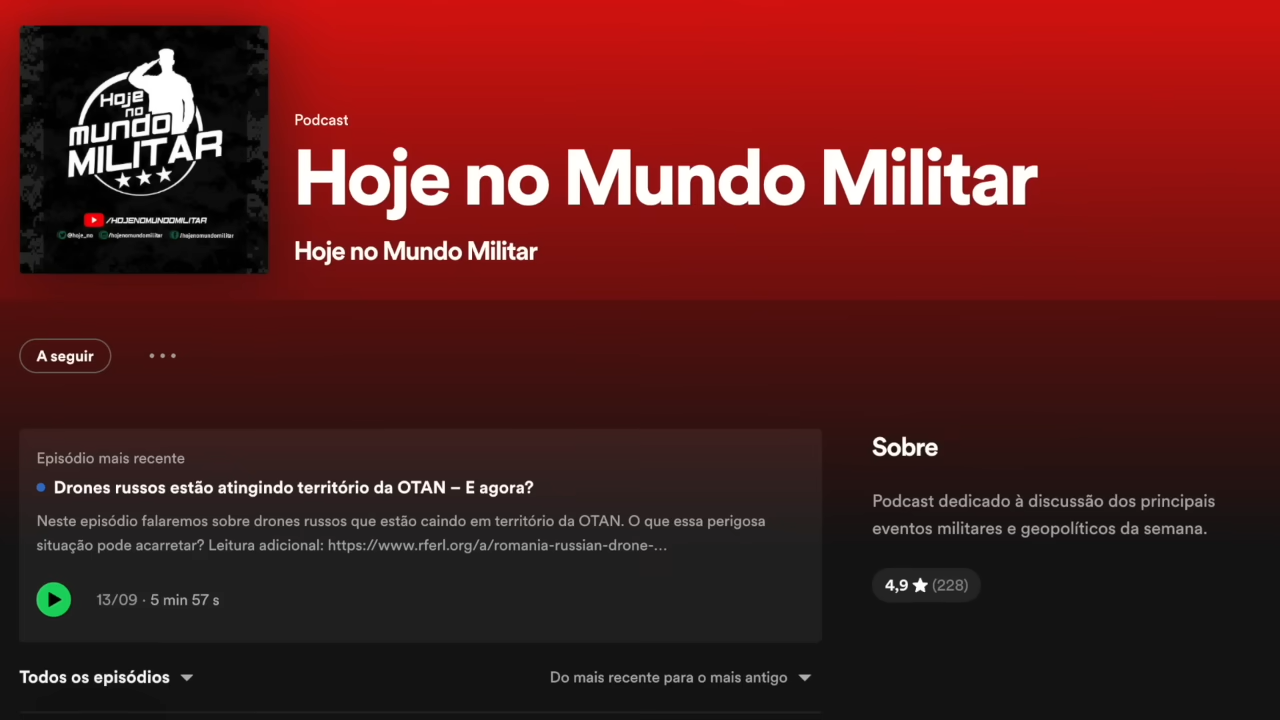 Hoje
no
mundo
MILITAR
/HOJENOMUNDOMILITAR
@hoje_no /hojenomundomilitar /hojenomundomilitar
Podcast
Hoje no Mundo Militar
Hoje no Mundo Militar
A seguir
Episódio mais recente
Drones russos estão atingindo território da OTAN – E agora?
Neste episódio falaremos sobre drones russos que estão caindo em território da OTAN. O que essa perigosa
situação pode acarretar? Leitura adicional: https://www.rferl.org/a/romania-russian-drone-...
13/09 · 5 min 57 s
Sobre
Podcast dedicado à discussão dos principais
eventos militares e geopolíticos da semana.
4,9 ★ (228)
Todos os episódios
Do mais recente para o mais antigo